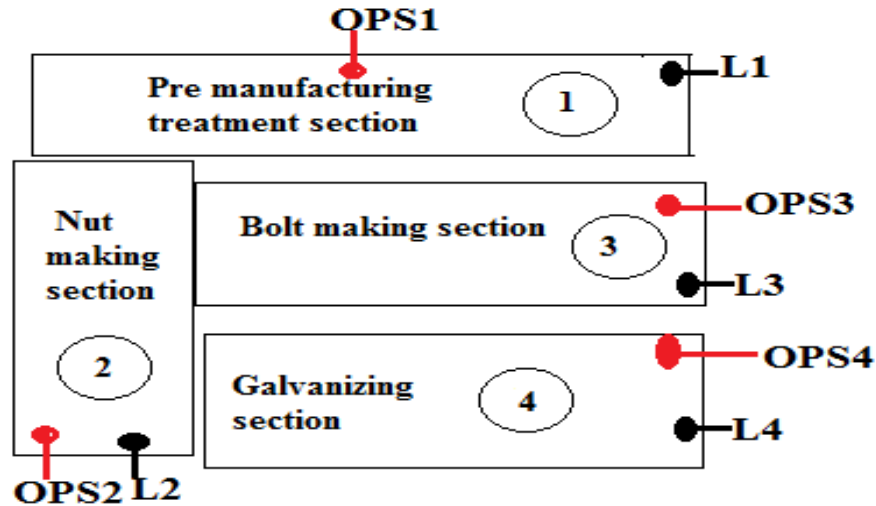 OPS1
Pre manufacturing
treatment section
1
L1
Nut
making
section
2
Bolt making section
3
OPS3
L3
Galvanizing
section
4
OPS4
L4
OPS2
L2